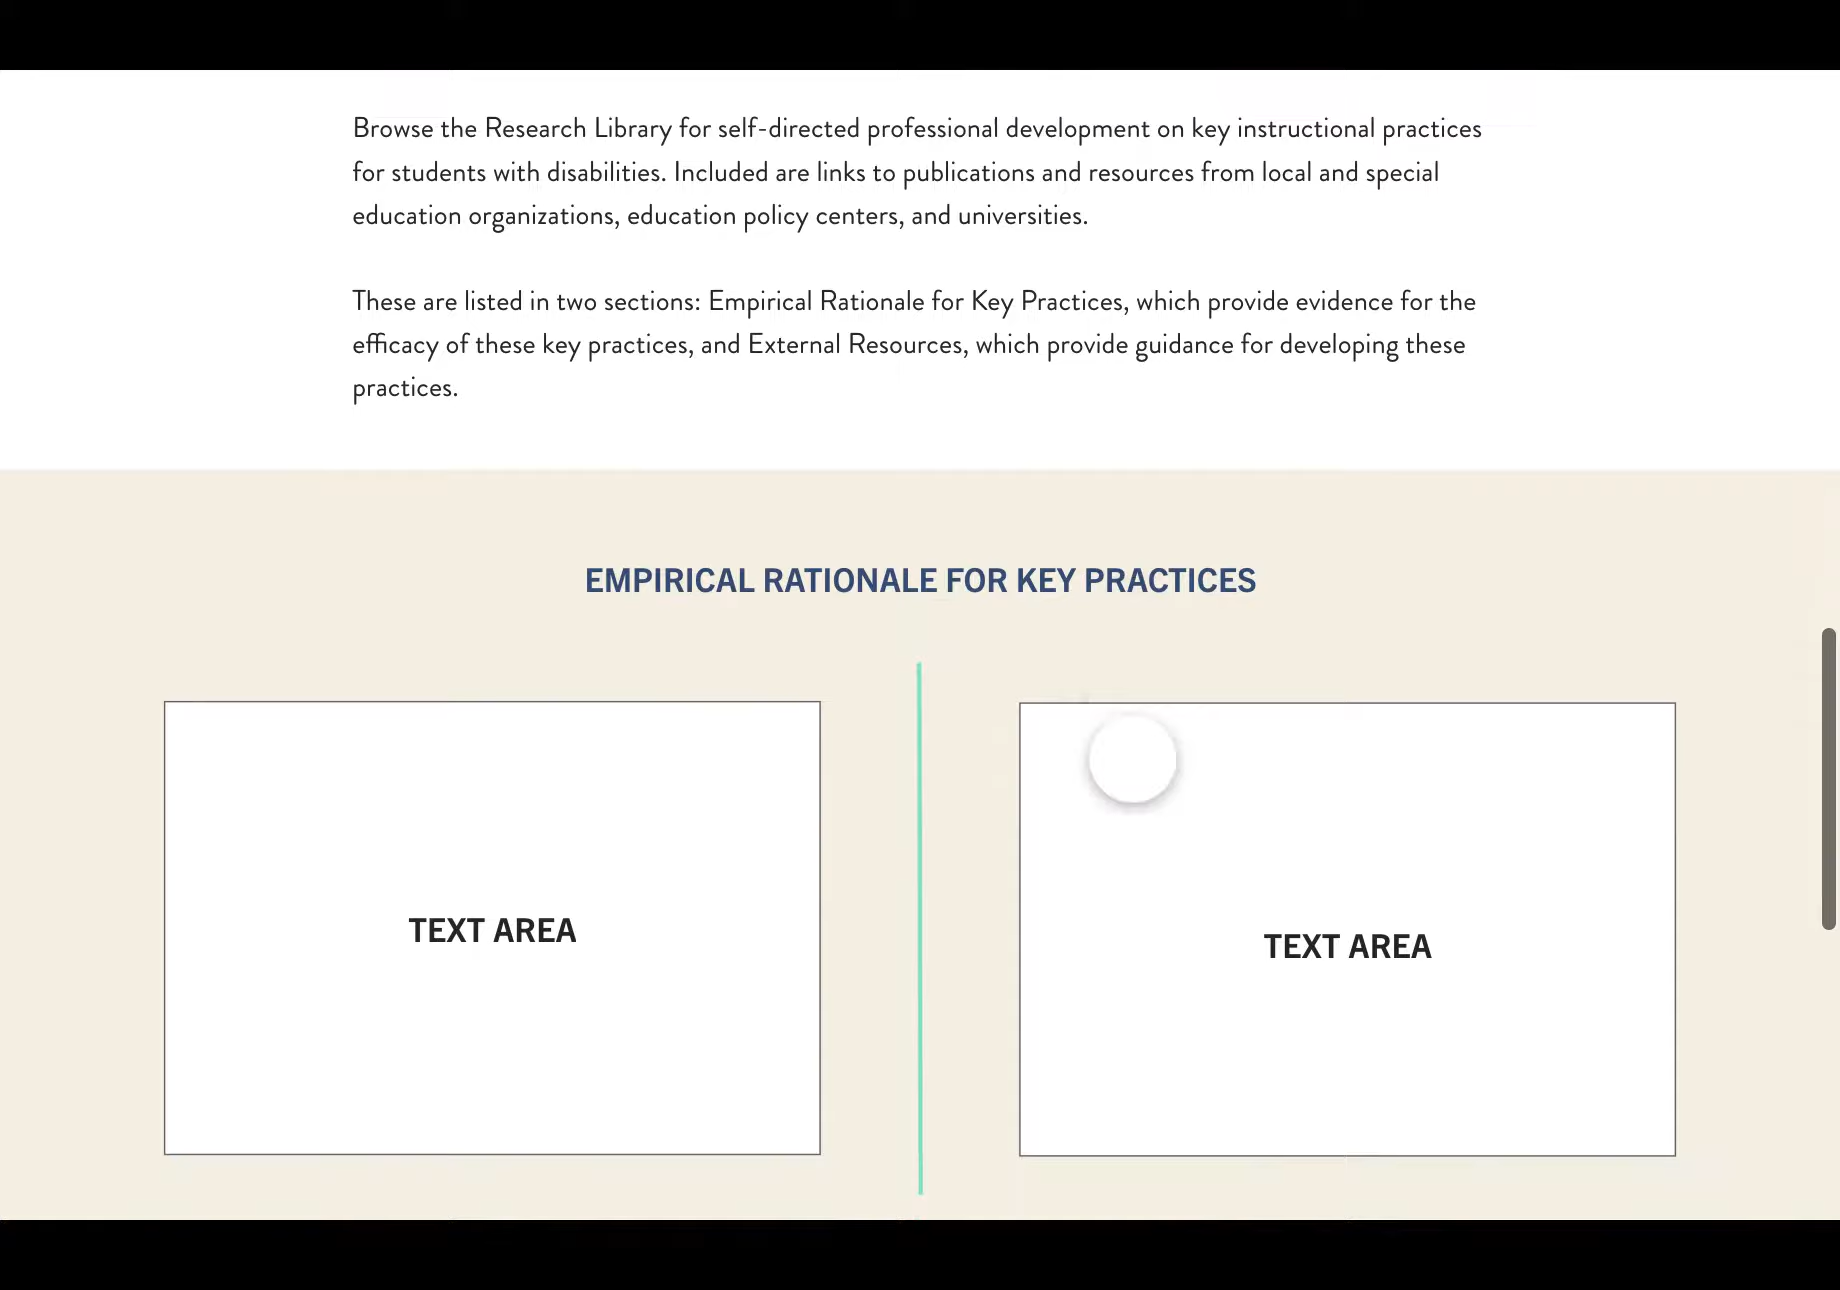 Browse the Research Library for self-directed professional development on key instructional practices
for students with disabilities. Included are links to publications and resources from local and special
education organizations, education policy centers, and universities.
These are listed in two sections: Empirical Rationale for Key Practices, which provide evidence for the
efficacy of these key practices, and External Resources, which provide guidance for developing these
practices.
EMPIRICAL RATIONALE FOR KEY PRACTICES
TEXT AREA
TEXT AREA